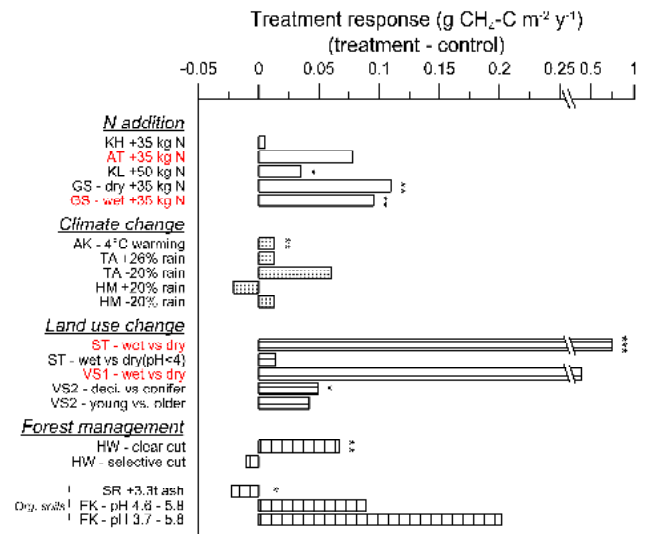 Treatment response (g CH₄-C m⁻² y⁻¹)
(treatment - control)
-0.05 0 0.05 0.1 0.15 0.2 0.25 0.5 1
N addition
KH +35 kg N
AT +35 kg N
KL +50 kg N
*
GS - dry +35 kg N
**
GS - wet +35 kg N
**
Climate change
AK - 4°C warming
**
TA +26% rain
TA -20% rain
HM +20% rain
HM -20% rain
Land use change
ST - wet vs dry
***
ST - wet vs dry(pH<4)
VS1 - wet vs dry
VS2 - deci. vs conifer
*
VS2 - young vs. older
Forest management
HW - clear cut
**
HW - selective cut
SR +3.3t ash
*
Org. soils
FK - pH 4.6 - 5.8
FK - pH 3.7 - 5.8